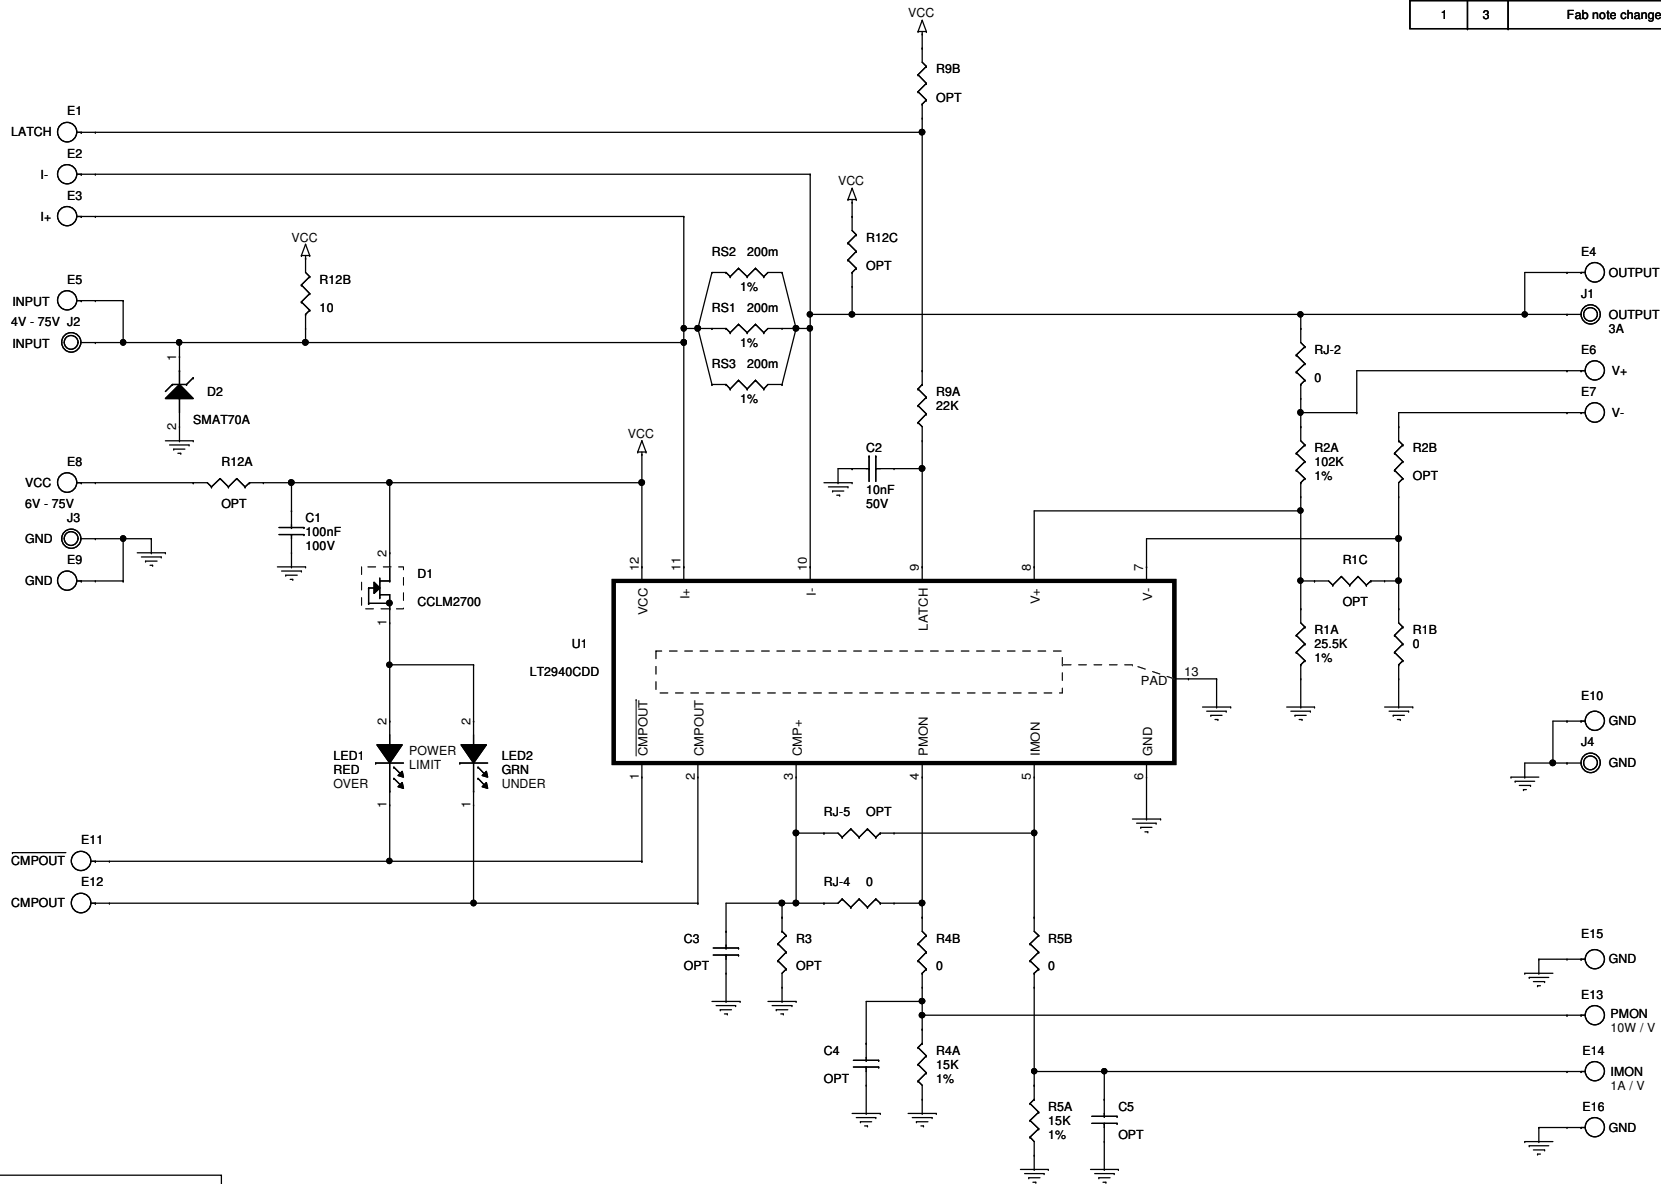 1 3 Fab note change
VCC
R9B
OPT
E1
LATCH
E2
I-
E3
I+
VCC
R12C
OPT
VCC
R12B
10
E5
INPUT
4V - 75V J2
INPUT
RS2 200m
1%
RS1 200m
1%
RS3 200m
1%
E4
OUTPUT
J1
OUTPUT
3A
RJ-2
0
E6
V+
E7
V-
1
D2
SMAT70A
2
R9A
22K
VCC
E8
VCC
6V - 75V
R12A
OPT
C2
10nF
50V
R2A
102K
1%
R2B
OPT
J3
GND
E9
GND
C1
100nF
100V
2
D1
CCLM2700
1
12
11
10
9
8
7
VCC
I+
I-
LATCH
V+
V-
R1C
OPT
R1A
25.5K
1%
R1B
0
U1
LT2940CDD
PAD
13
CMPOUT
CMPOUT
CMP+
PMON
IMON
GND
1
2
3
4
5
6
E10
GND
J4
GND
2
2
LED1
RED
OVER
POWER
LIMIT
LED2
GRN
UNDER
1
1
RJ-5 OPT
E11
CMPOUT
E12
CMPOUT
RJ-4 0
C3
OPT
R3
OPT
R4B
0
R5B
0
E15
GND
E13
PMON
10W / V
C4
OPT
R4A
15K
1%
E14
IMON
1A / V
R5A
15K
1%
C5
OPT
E16
GND